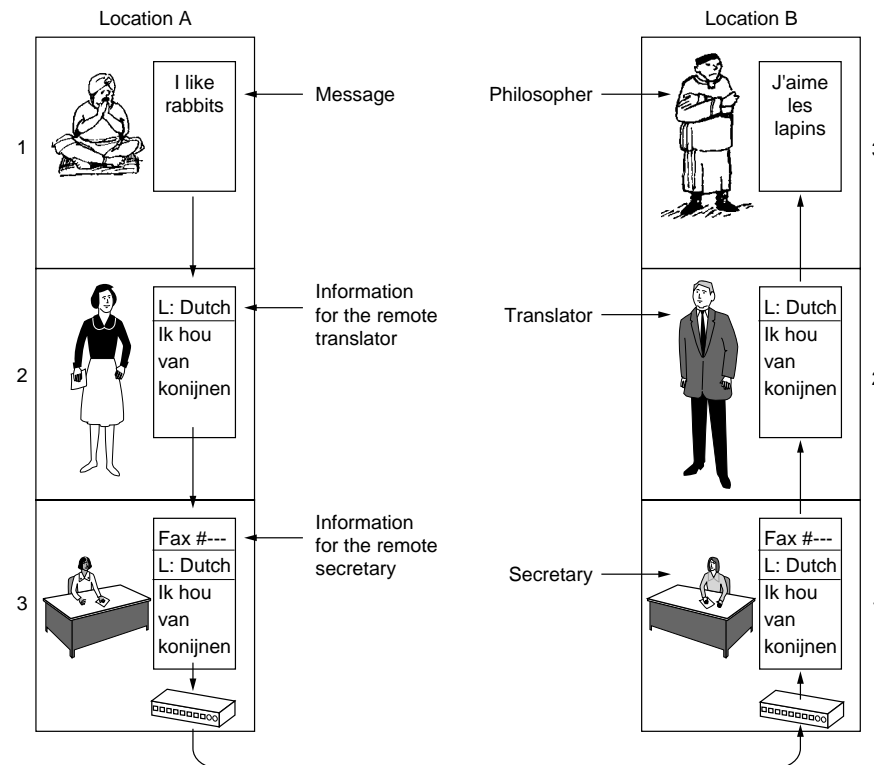 Location A
Location B
I like
rabbits
Message
Philosopher
J'aime
les
lapins
1
3
L: Dutch
Ik hou
van
konijnen
Information
for the remote
translator
Translator
L: Dutch
Ik hou
van
konijnen
2
2
Fax #---
L: Dutch
Ik hou
van
konijnen
Information
for the remote
secretary
Secretary
Fax #---
L: Dutch
Ik hou
van
konijnen
3